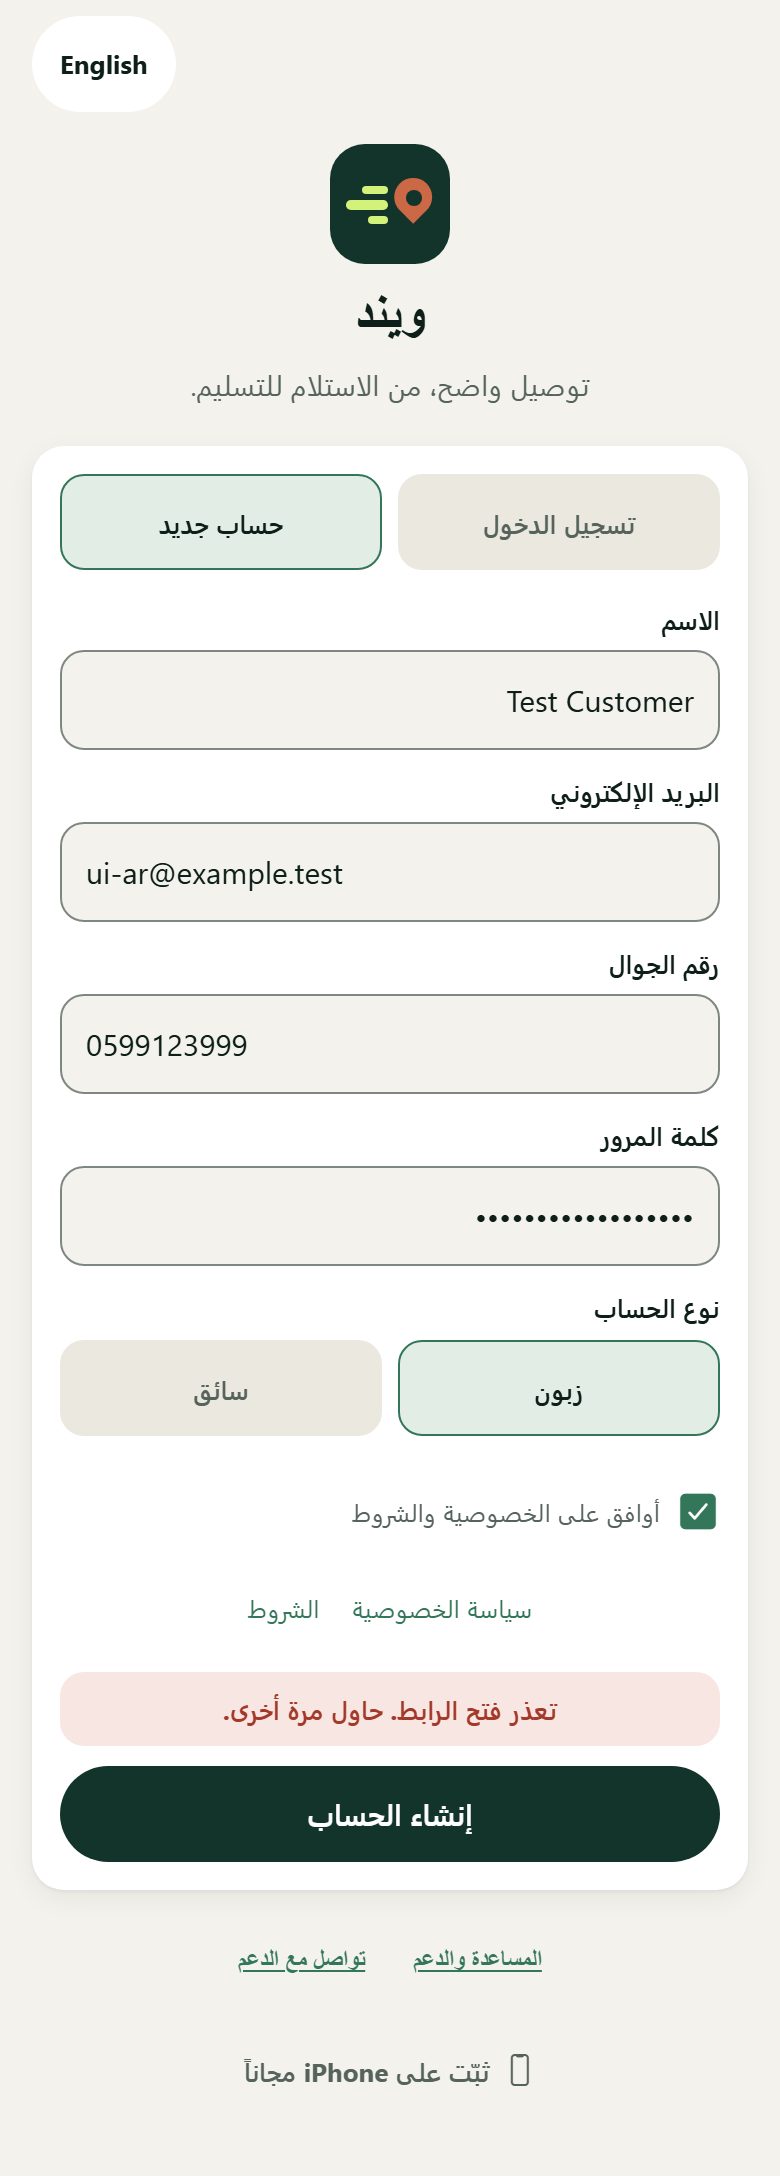 English
ويند
توصيل واضح، من الاستلام للتسليم.
تسجيل الدخول
حساب جديد
الاسم
Test Customer
البريد الإلكتروني
ui-ar@example.test
رقم الجوال
0599123999
كلمة المرور
••••••••••••••••••
نوع الحساب
زبون
سائق
أوافق على الخصوصية والشروط
سياسة الخصوصية
الشروط
تعذر فتح الرابط. حاول مرة أخرى.
إنشاء الحساب
المساعدة والدعم
تواصل مع الدعم
ثبّت على iPhone مجاناً